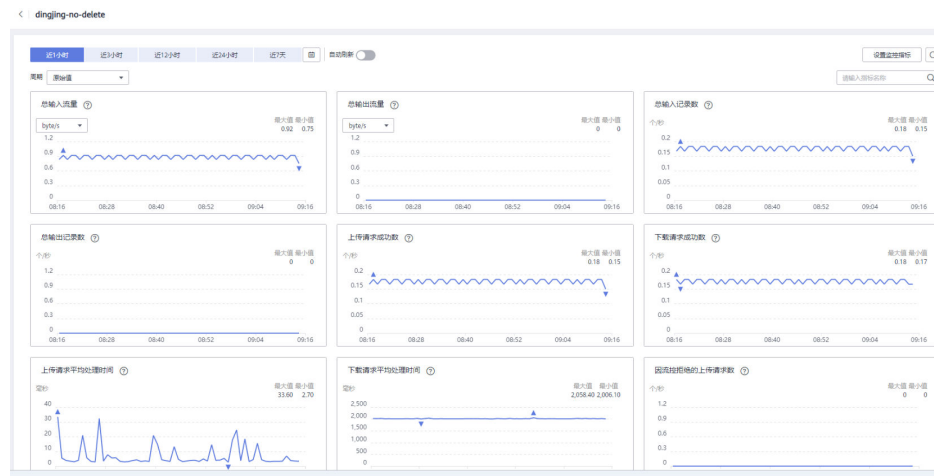 dingjing-no-delete
近1小时 近3小时 近12小时 近24小时 近7天 自动刷新 设置监控指标
周期 原始值 请输入指标名称
总输入流量
byte/s
最大值 最小值
0.92 0.75
1.2
0.9
0.6
0.3
0
08:16 08:28 08:40 08:52 09:04 09:16
总输出流量
byte/s
最大值 最小值
0 0
1.2
0.9
0.6
0.3
0
08:16 08:28 08:40 08:52 09:04 09:16
总输入记录数
个/秒
最大值 最小值
0.18 0.15
0.2
0.15
0.1
0.05
0
08:16 08:28 08:40 08:52 09:04 09:16
总输出记录数
个/秒
最大值 最小值
0 0
1.2
0.9
0.6
0.3
0
08:16 08:28 08:40 08:52 09:04 09:16
上传请求成功数
个/秒
最大值 最小值
0.18 0.15
0.2
0.15
0.1
0.05
0
08:16 08:28 08:40 08:52 09:04 09:16
下载请求成功数
个/秒
最大值 最小值
0.18 0.17
0.2
0.15
0.1
0.05
0
08:16 08:28 08:40 08:52 09:04 09:16
上传请求平均处理时间
毫秒
最大值 最小值
33.60 2.70
40
30
20
10
0
下载请求平均处理时间
毫秒
最大值 最小值
2,058.40 2,006.10
2,500
2,000
1,500
1,000
500
0
因流控拒绝的上传请求数
个/秒
最大值 最小值
0 0
1.2
0.9
0.6
0.3
0